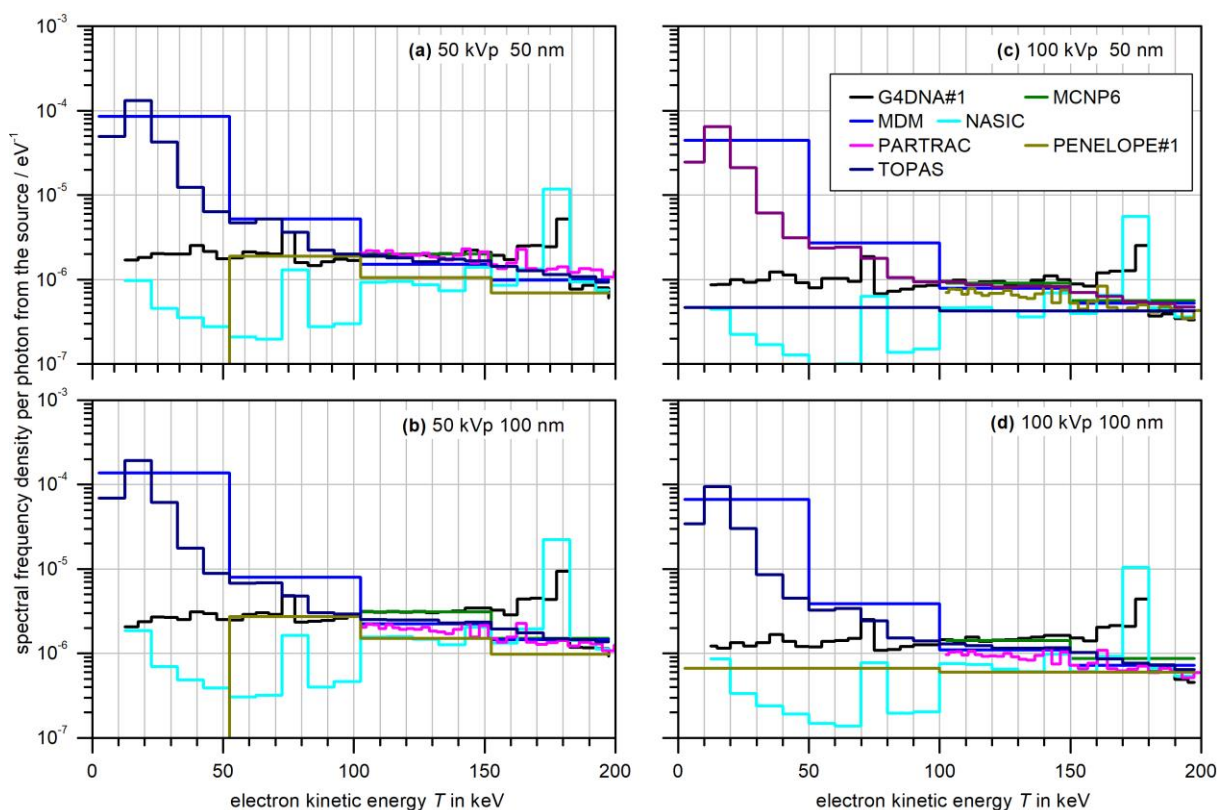 10⁻³
10⁻⁴
10⁻⁵
10⁻⁶
10⁻⁷
(a) 50 kVp 50 nm
(c) 100 kVp 50 nm
G4DNA#1 MCNP6
MDM NASIC
PARTRAC PENELOPE#1
TOPAS
10⁻³
10⁻⁴
10⁻⁵
10⁻⁶
10⁻⁷
(b) 50 kVp 100 nm
(d) 100 kVp 100 nm
0 50 100 150 200
0 50 100 150 200
electron kinetic energy T in keV
electron kinetic energy T in keV
spectral frequency density per photon from the source / eV⁻¹